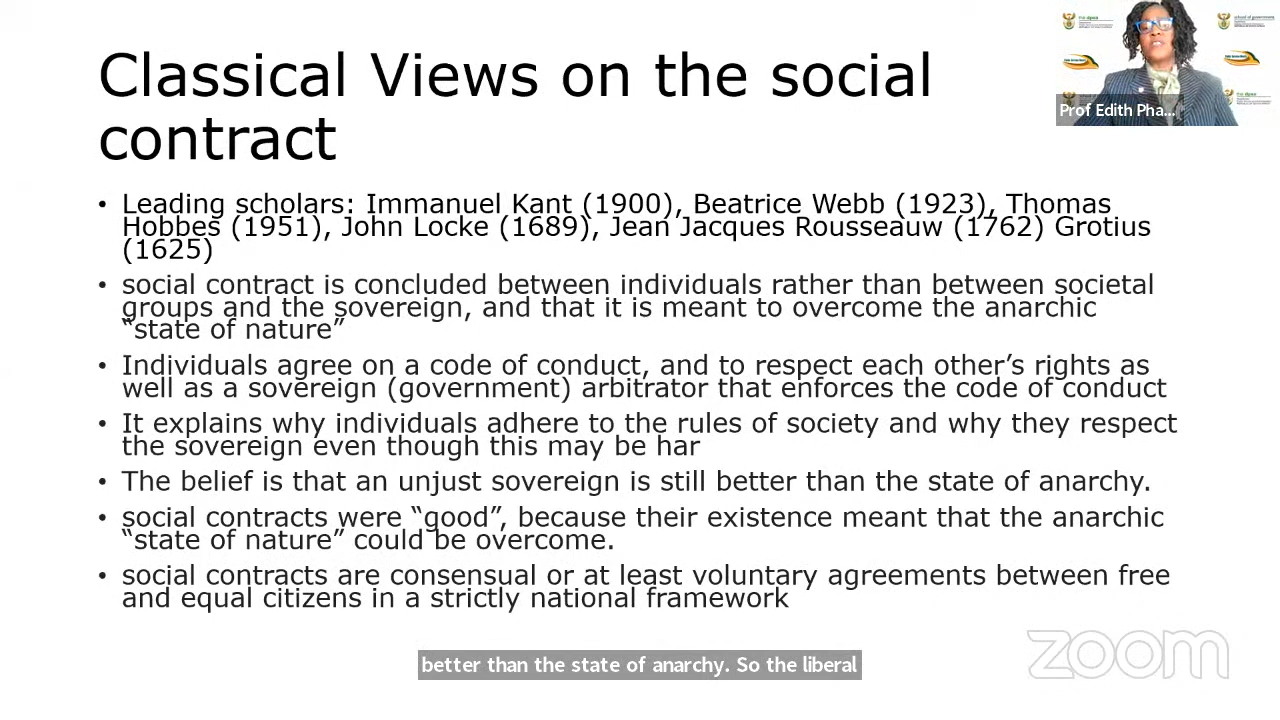 Classical Views on the social
contract
• Leading scholars: Immanuel Kant (1900), Beatrice Webb (1923), Thomas
Hobbes (1951), John Locke (1689), Jean Jacques Rousseauw (1762) Grotius
(1625)
• social contract is concluded between individuals rather than between societal
groups and the sovereign, and that it is meant to overcome the anarchic
“state of nature”
• Individuals agree on a code of conduct, and to respect each other’s rights as
well as a sovereign (government) arbitrator that enforces the code of conduct
• It explains why individuals adhere to the rules of society and why they respect
the sovereign even though this may be har
• The belief is that an unjust sovereign is still better than the state of anarchy.
• social contracts were “good”, because their existence meant that the anarchic
“state of nature” could be overcome.
• social contracts are consensual or at least voluntary agreements between free
and equal citizens in a strictly national framework
Prof Edith Pha...
better than the state of anarchy. So the liberal
zoom